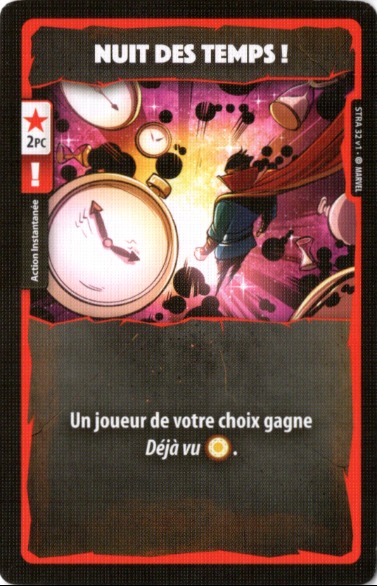 NUIT DES TEMPS !
2PC
!
Action Instantanée
STRA 32 v1 • © MARVEL
Un joueur de votre choix gagne
Déjà vu .